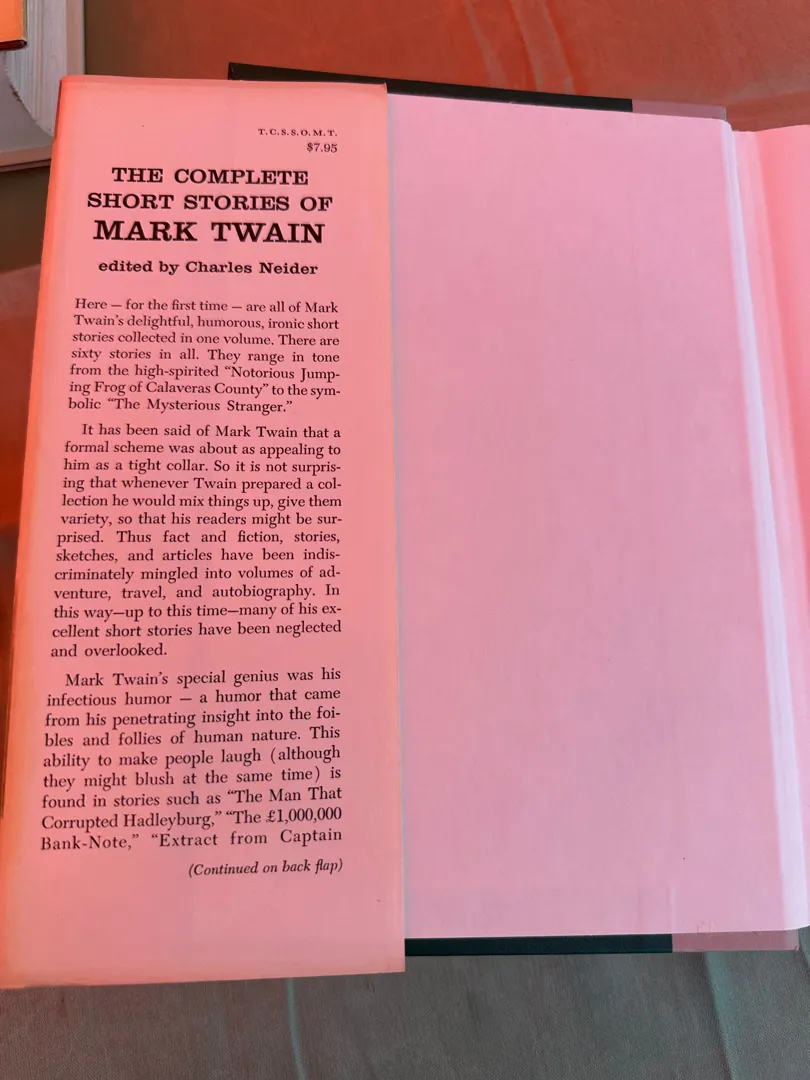 T.C.S.S.O.M.T.
$7.95
THE COMPLETE
SHORT STORIES OF
MARK TWAIN
edited by Charles Neider
Here — for the first time — are all of Mark
Twain's delightful, humorous, ironic short
stories collected in one volume. There are
sixty stories in all. They range in tone
from the high-spirited “Notorious Jump-
ing Frog of Calaveras County” to the sym-
bolic “The Mysterious Stranger.”
It has been said of Mark Twain that a
formal scheme was about as appealing to
him as a tight collar. So it is not surpris-
ing that whenever Twain prepared a col-
lection he would mix things up, give them
variety, so that his readers might be sur-
prised. Thus fact and fiction, stories,
sketches, and articles have been indis-
criminately mingled into volumes of ad-
venture, travel, and autobiography. In
this way—up to this time—many of his ex-
cellent short stories have been neglected
and overlooked.
Mark Twain's special genius was his
infectious humor — a humor that came
from his penetrating insight into the foi-
bles and follies of human nature. This
ability to make people laugh (although
they might blush at the same time) is
found in stories such as “The Man That
Corrupted Hadleyburg,” “The £1,000,000
Bank-Note,” “Extract from Captain
(Continued on back flap)